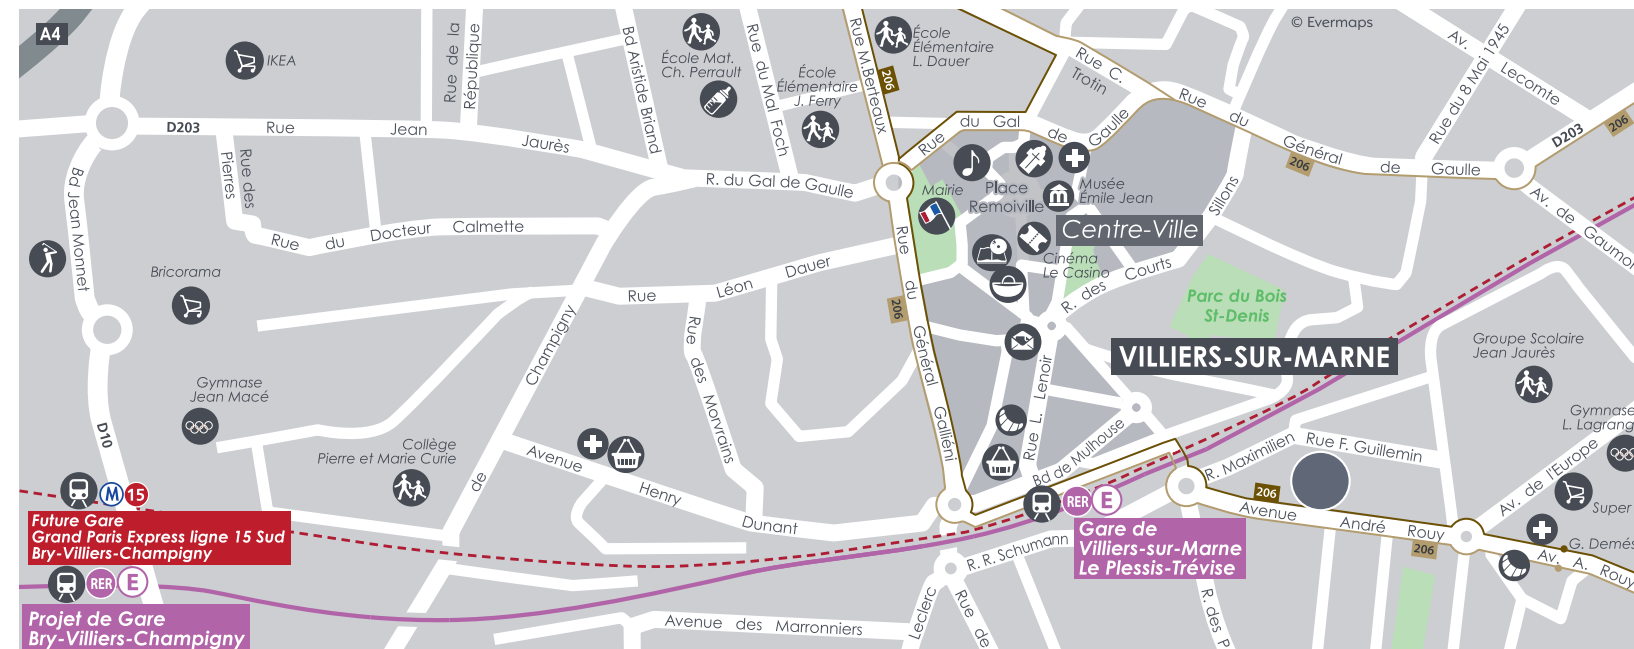 A4
© Evermaps
IKEA
Rue de la
République
Bd Aristide Briand
École Mat.
Ch. Perrault
Rue du Mal Foch
École
Élémentaire
J. Ferry
Rue M.Berteaux
206
École
Élémentaire
L. Dauer
Rue C.
Trotin
Av. Lecomte
Rue du 8 Mai 1945
D203
206
D203 Rue Jean Jaurès
R. du Gal de Gaulle
Rue du Gal de Gaulle
Rue du Général de Gaulle
206
Av. de Gaumon
Rue des
Pierres
Bd Jean Monnet
Rue du Docteur Calmette
Mairie
Place
Remoiville
Musée
Émile Jean
Centre-Ville
Cinéma
Le Casino
R. des Courts Sillons
Bricorama
Rue Léon Dauer
Rue du Général Galliéni
206
Parc du Bois
St-Denis
VILLIERS-SUR-MARNE
Groupe Scolaire
Jean Jaurès
Gymnase
Jean Macé
Rue des Morvrains
Rue L. Lenoir
Gymnase
L. Lagrang
D10
Collège
Pierre et Marie Curie
de Champigny
Avenue Henry Dunant
Bd de Mulhouse
R. Maximilien
Rue F. Guillemin
Av. de l'Europe
Super
M 15
RER E
206
Avenue André Rouy
206
G. Demés
Av. A. Rouy
Future Gare
Grand Paris Express ligne 15 Sud
Bry-Villiers-Champigny
Gare de
Villiers-sur-Marne
Le Plessis-Trévise
R. R. Schumann
RER E
Projet de Gare
Bry-Villiers-Champigny
Avenue des Marronniers
Leclerc
Rue de
R. des P